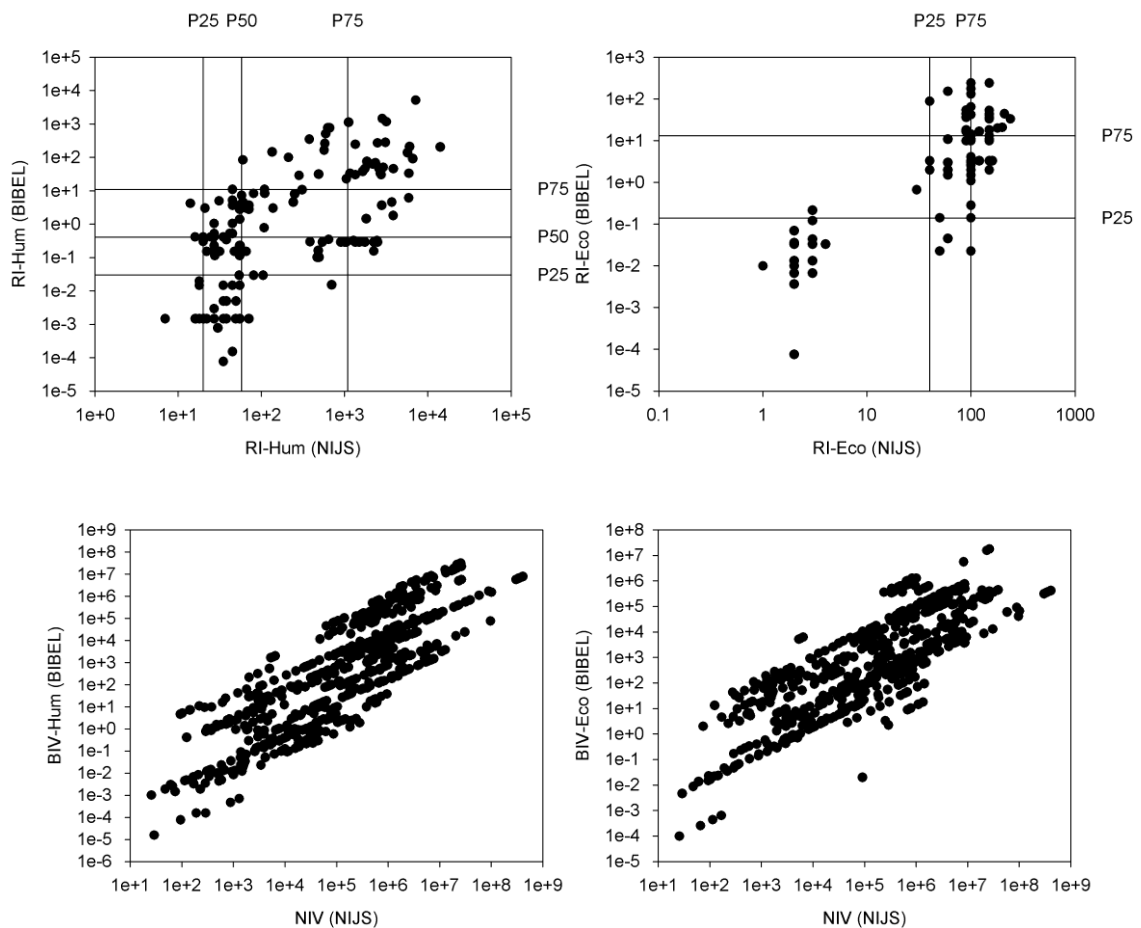 P25 P50 P75
1e+5
1e+4
1e+3
1e+2
1e+1
1e+0
1e-1
1e-2
1e-3
1e-4
1e-5
RI-Hum (BIBEL)
P75
P50
P25
1e+0 1e+1 1e+2 1e+3 1e+4 1e+5
RI-Hum (NIJS)
P25 P75
1e+3
1e+2
1e+1
1e+0
1e-1
1e-2
1e-3
1e-4
1e-5
RI-Eco (BIBEL)
P75
P25
0.1 1 10 100 1000
RI-Eco (NIJS)
1e+9
1e+8
1e+7
1e+6
1e+5
1e+4
1e+3
1e+2
1e+1
1e+0
1e-1
1e-2
1e-3
1e-4
1e-5
1e-6
BIV-Hum (BIBEL)
1e+1 1e+2 1e+3 1e+4 1e+5 1e+6 1e+7 1e+8 1e+9
NIV (NIJS)
1e+8
1e+7
1e+6
1e+5
1e+4
1e+3
1e+2
1e+1
1e+0
1e-1
1e-2
1e-3
1e-4
1e-5
BIV-Eco (BIBEL)
1e+1 1e+2 1e+3 1e+4 1e+5 1e+6 1e+7 1e+8 1e+9
NIV (NIJS)